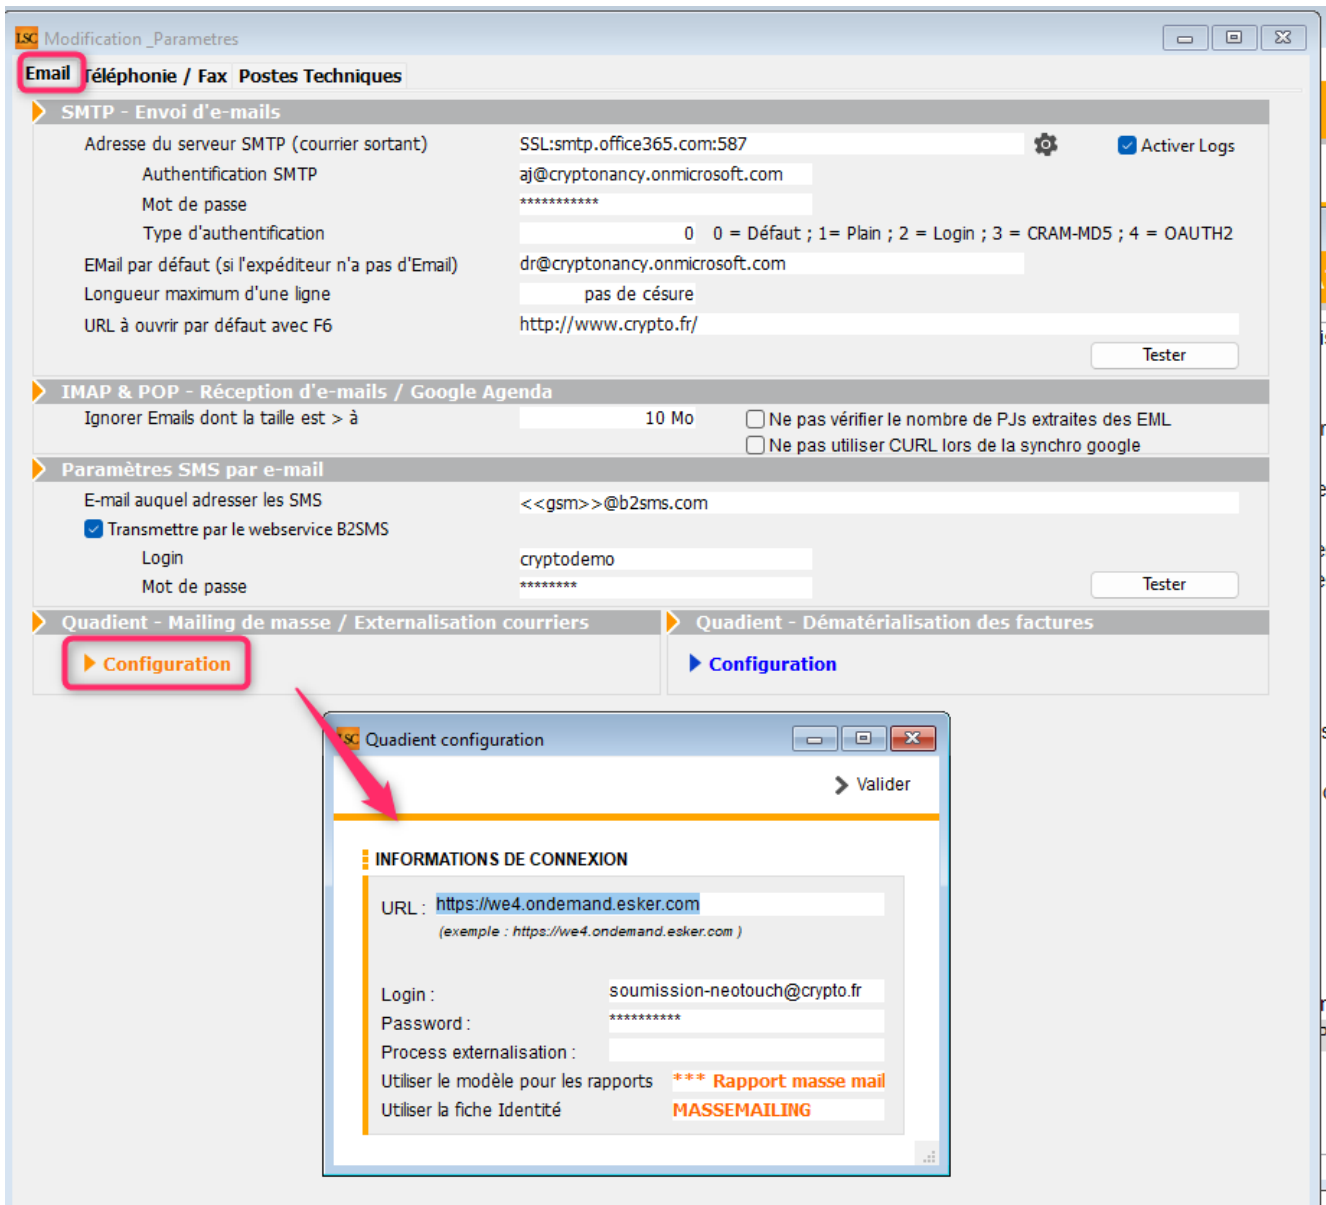 LSC Modification _Parametres
Email Téléphonie / Fax Postes Techniques
SMTP - Envoi d'e-mails
Adresse du serveur SMTP (courrier sortant) SSL:smtp.office365.com:587 Activer Logs
Authentification SMTP aj@cryptonancy.onmicrosoft.com
Mot de passe ***********
Type d'authentification 0 0 = Défaut ; 1= Plain ; 2 = Login ; 3 = CRAM-MD5 ; 4 = OAUTH2
EMail par défaut (si l'expéditeur n'a pas d'Email) dr@cryptonancy.onmicrosoft.com
Longueur maximum d'une ligne pas de césure
URL à ouvrir par défaut avec F6 http://www.crypto.fr/
Tester
IMAP & POP - Réception d'e-mails / Google Agenda
Ignorer Emails dont la taille est > à 10 Mo Ne pas vérifier le nombre de PJs extraites des EML
Ne pas utiliser CURL lors de la synchro google
Paramètres SMS par e-mail
E-mail auquel adresser les SMS <<gsm>>@b2sms.com
Transmettre par le webservice B2SMS
Login cryptodemo
Mot de passe ********
Tester
Quadient - Mailing de masse / Externalisation courriers Quadient - Dématérialisation des factures
Configuration Configuration
LSC Quadient configuration
Valider
INFORMATIONS DE CONNEXION
URL : https://we4.ondemand.esker.com
(exemple : https://we4.ondemand.esker.com )
Login : soumission-neotouch@crypto.fr
Password : **********
Process externalisation :
Utiliser le modèle pour les rapports *** Rapport masse mail
Utiliser la fiche Identité MASSEMAILING